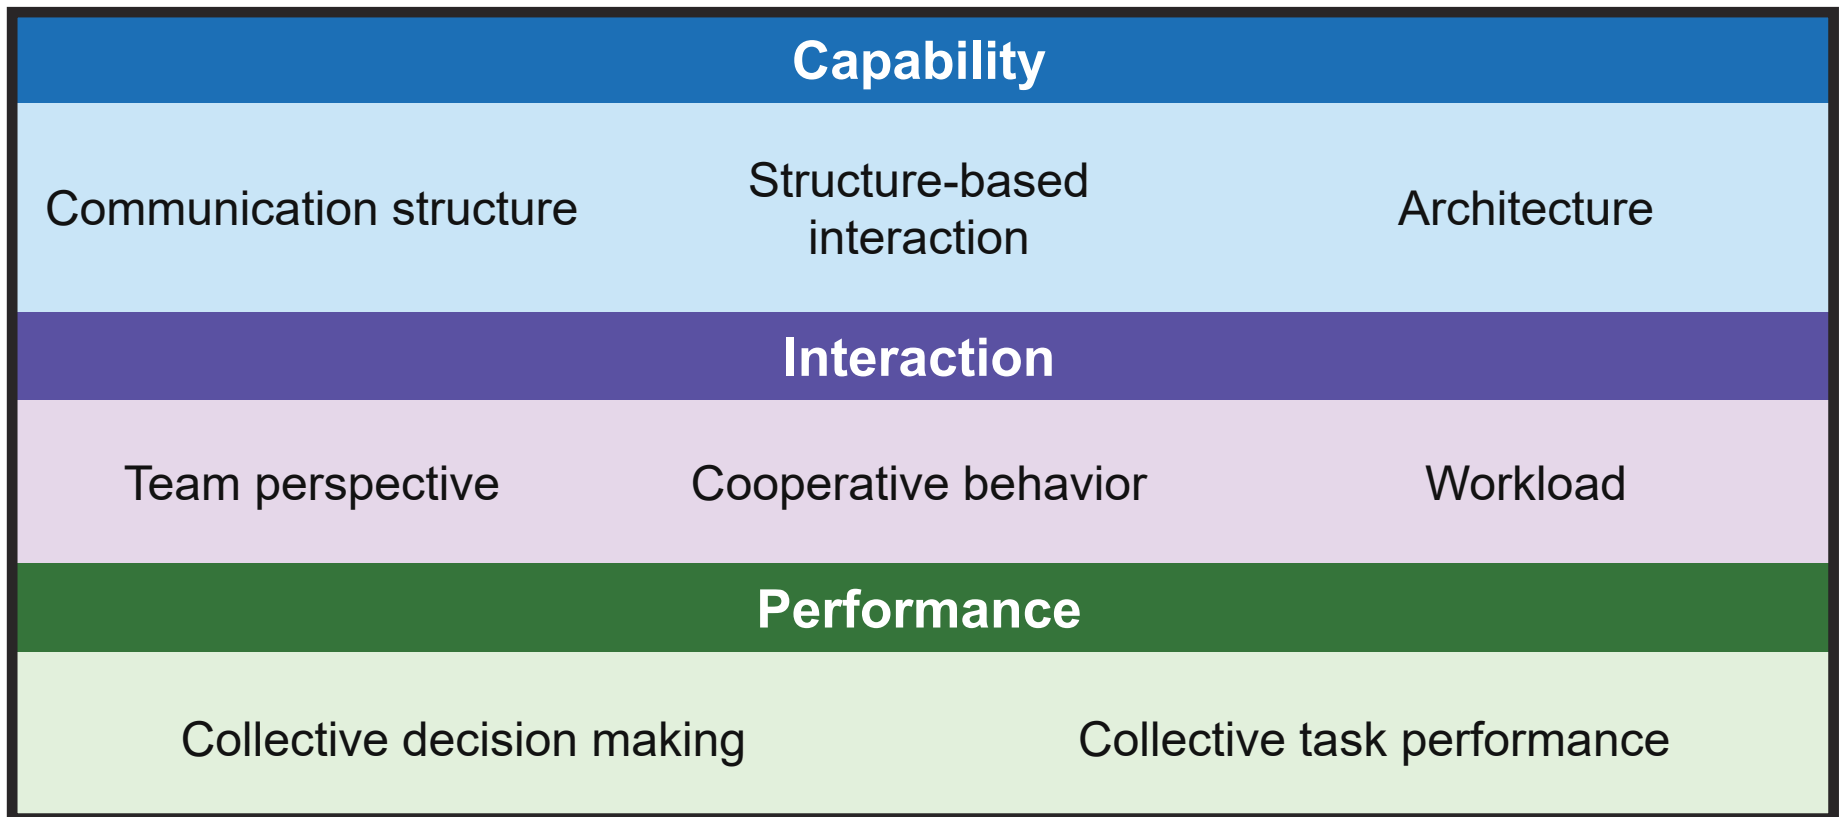 Capability
Communication structure
Structure-based
interaction
Architecture
Interaction
Team perspective
Cooperative behavior
Workload
Performance
Collective decision making
Collective task performance